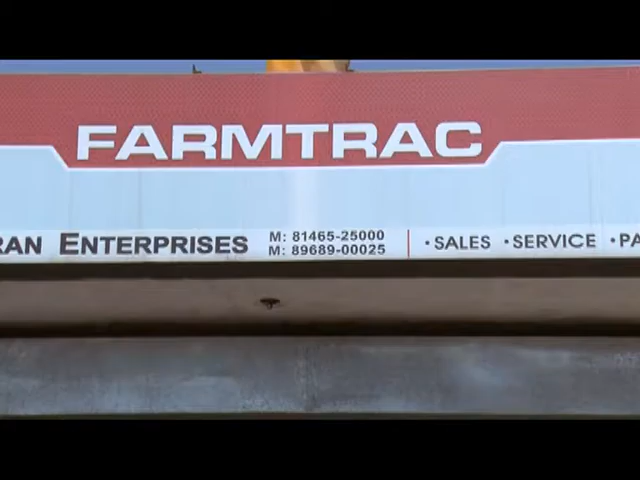 FARMTRAC
RAN ENTERPRISES M: 81465-25000 • SALES • SERVICE • PA
M: 89689-00025